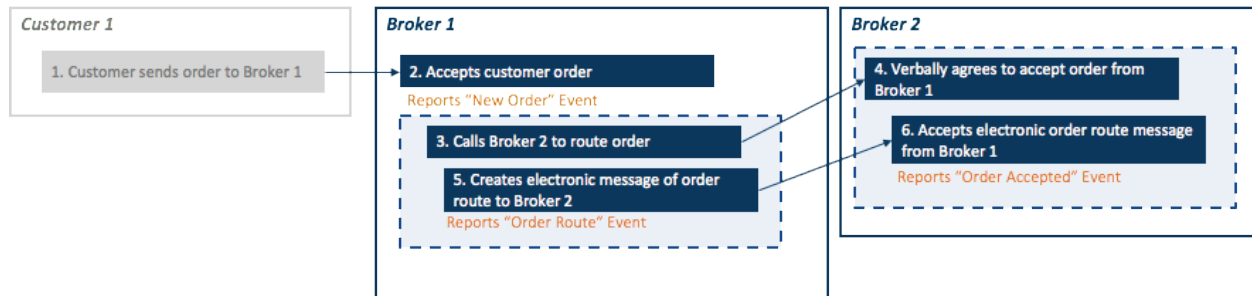 Customer 1
1. Customer sends order to Broker 1
Broker 1
2. Accepts customer order
Reports "New Order" Event
3. Calls Broker 2 to route order
5. Creates electronic message of order
route to Broker 2
Reports "Order Route" Event
Broker 2
4. Verbally agrees to accept order from
Broker 1
6. Accepts electronic order route message
from Broker 1
Reports "Order Accepted" Event